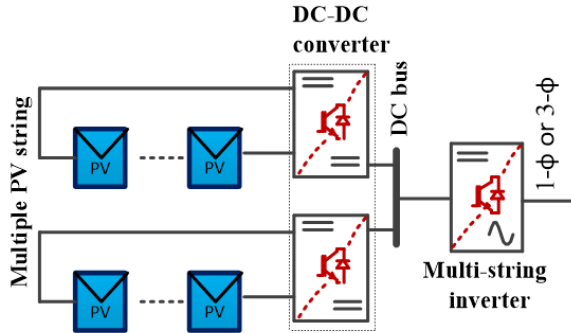 DC-DC
converter
Multiple PV string
DC bus
1-ф or 3-ф
PV
PV
PV
PV
Multi-string
inverter